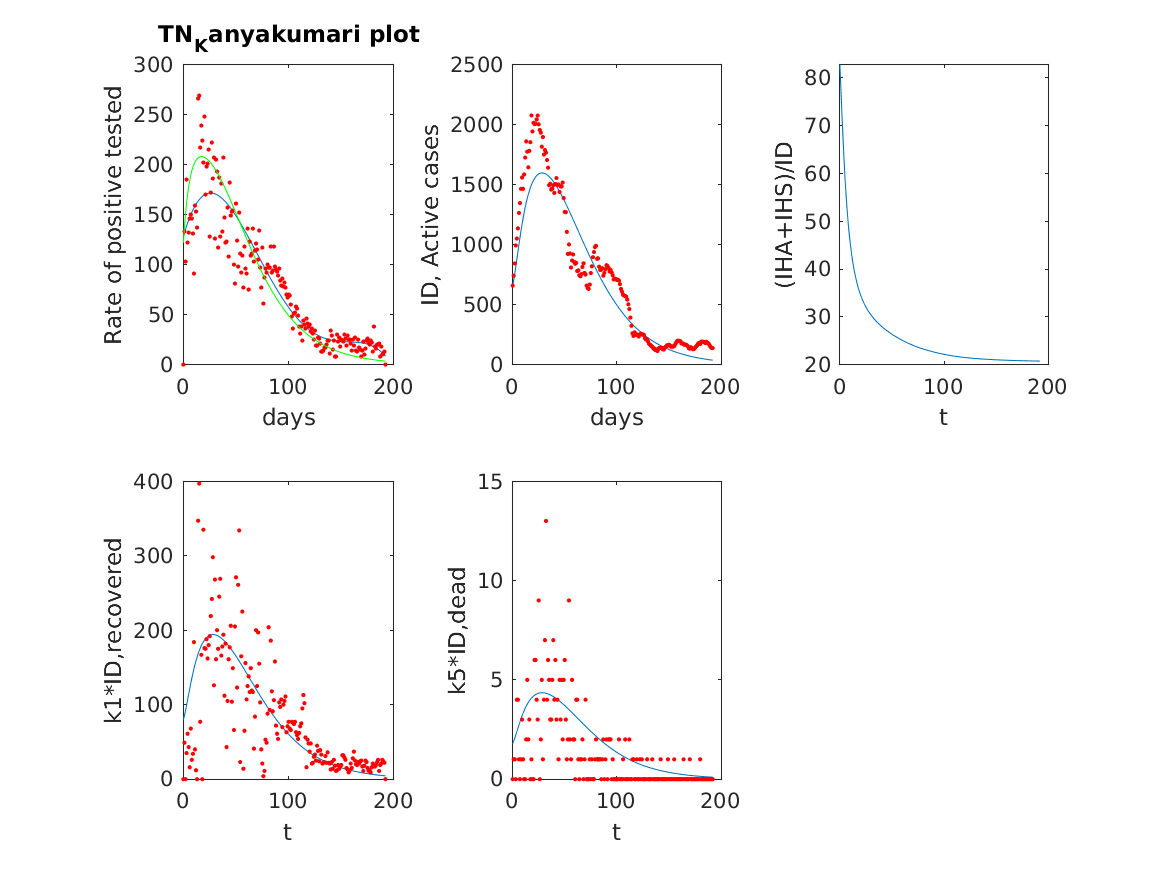 TN_Kanyakumari plot
300
250
200
150
100
50
0
0 100 200
days
Rate of positive tested
2500
2000
1500
1000
500
0
0 100 200
days
ID, Active cases
80
70
60
50
40
30
20
0 100 200
t
(IHA+IHS)/ID
400
300
200
100
0
0 100 200
t
k1*ID,recovered
15
10
5
0
0 100 200
t
k5*ID,dead